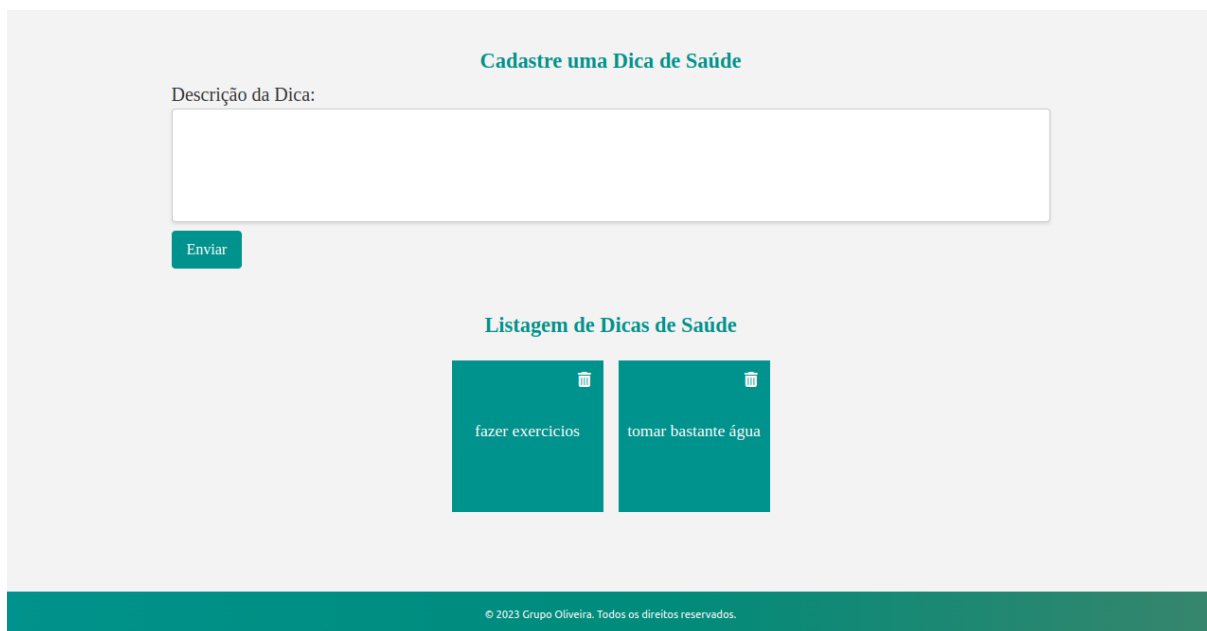 Cadastre uma Dica de Saúde
Descrição da Dica:
Enviar
Listagem de Dicas de Saúde
fazer exercicios
tomar bastante água
© 2023 Grupo Oliveira. Todos os direitos reservados.